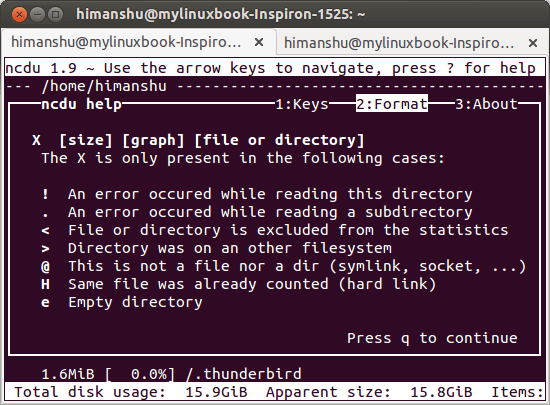 himanshu@mylinuxbook-Inspiron-1525: ~
himanshu@mylinuxbook-Inspiro... × himanshu@mylinuxbook-Inspiro... ×
ncdu 1.9 ~ Use the arrow keys to navigate, press ? for help
--- /home/himanshu -----------------------------------------
ncdu help 1:Keys 2:Format 3:About
X [size] [graph] [file or directory]
The X is only present in the following cases:
! An error occured while reading this directory
. An error occured while reading a subdirectory
< File or directory is excluded from the statistics
> Directory was on an other filesystem
@ This is not a file nor a dir (symlink, socket, ...)
H Same file was already counted (hard link)
e Empty directory
Press q to continue
1.6MiB [  0.0%] /.thunderbird
Total disk usage:  15.9GiB  Apparent size:  15.8GiB  Items: